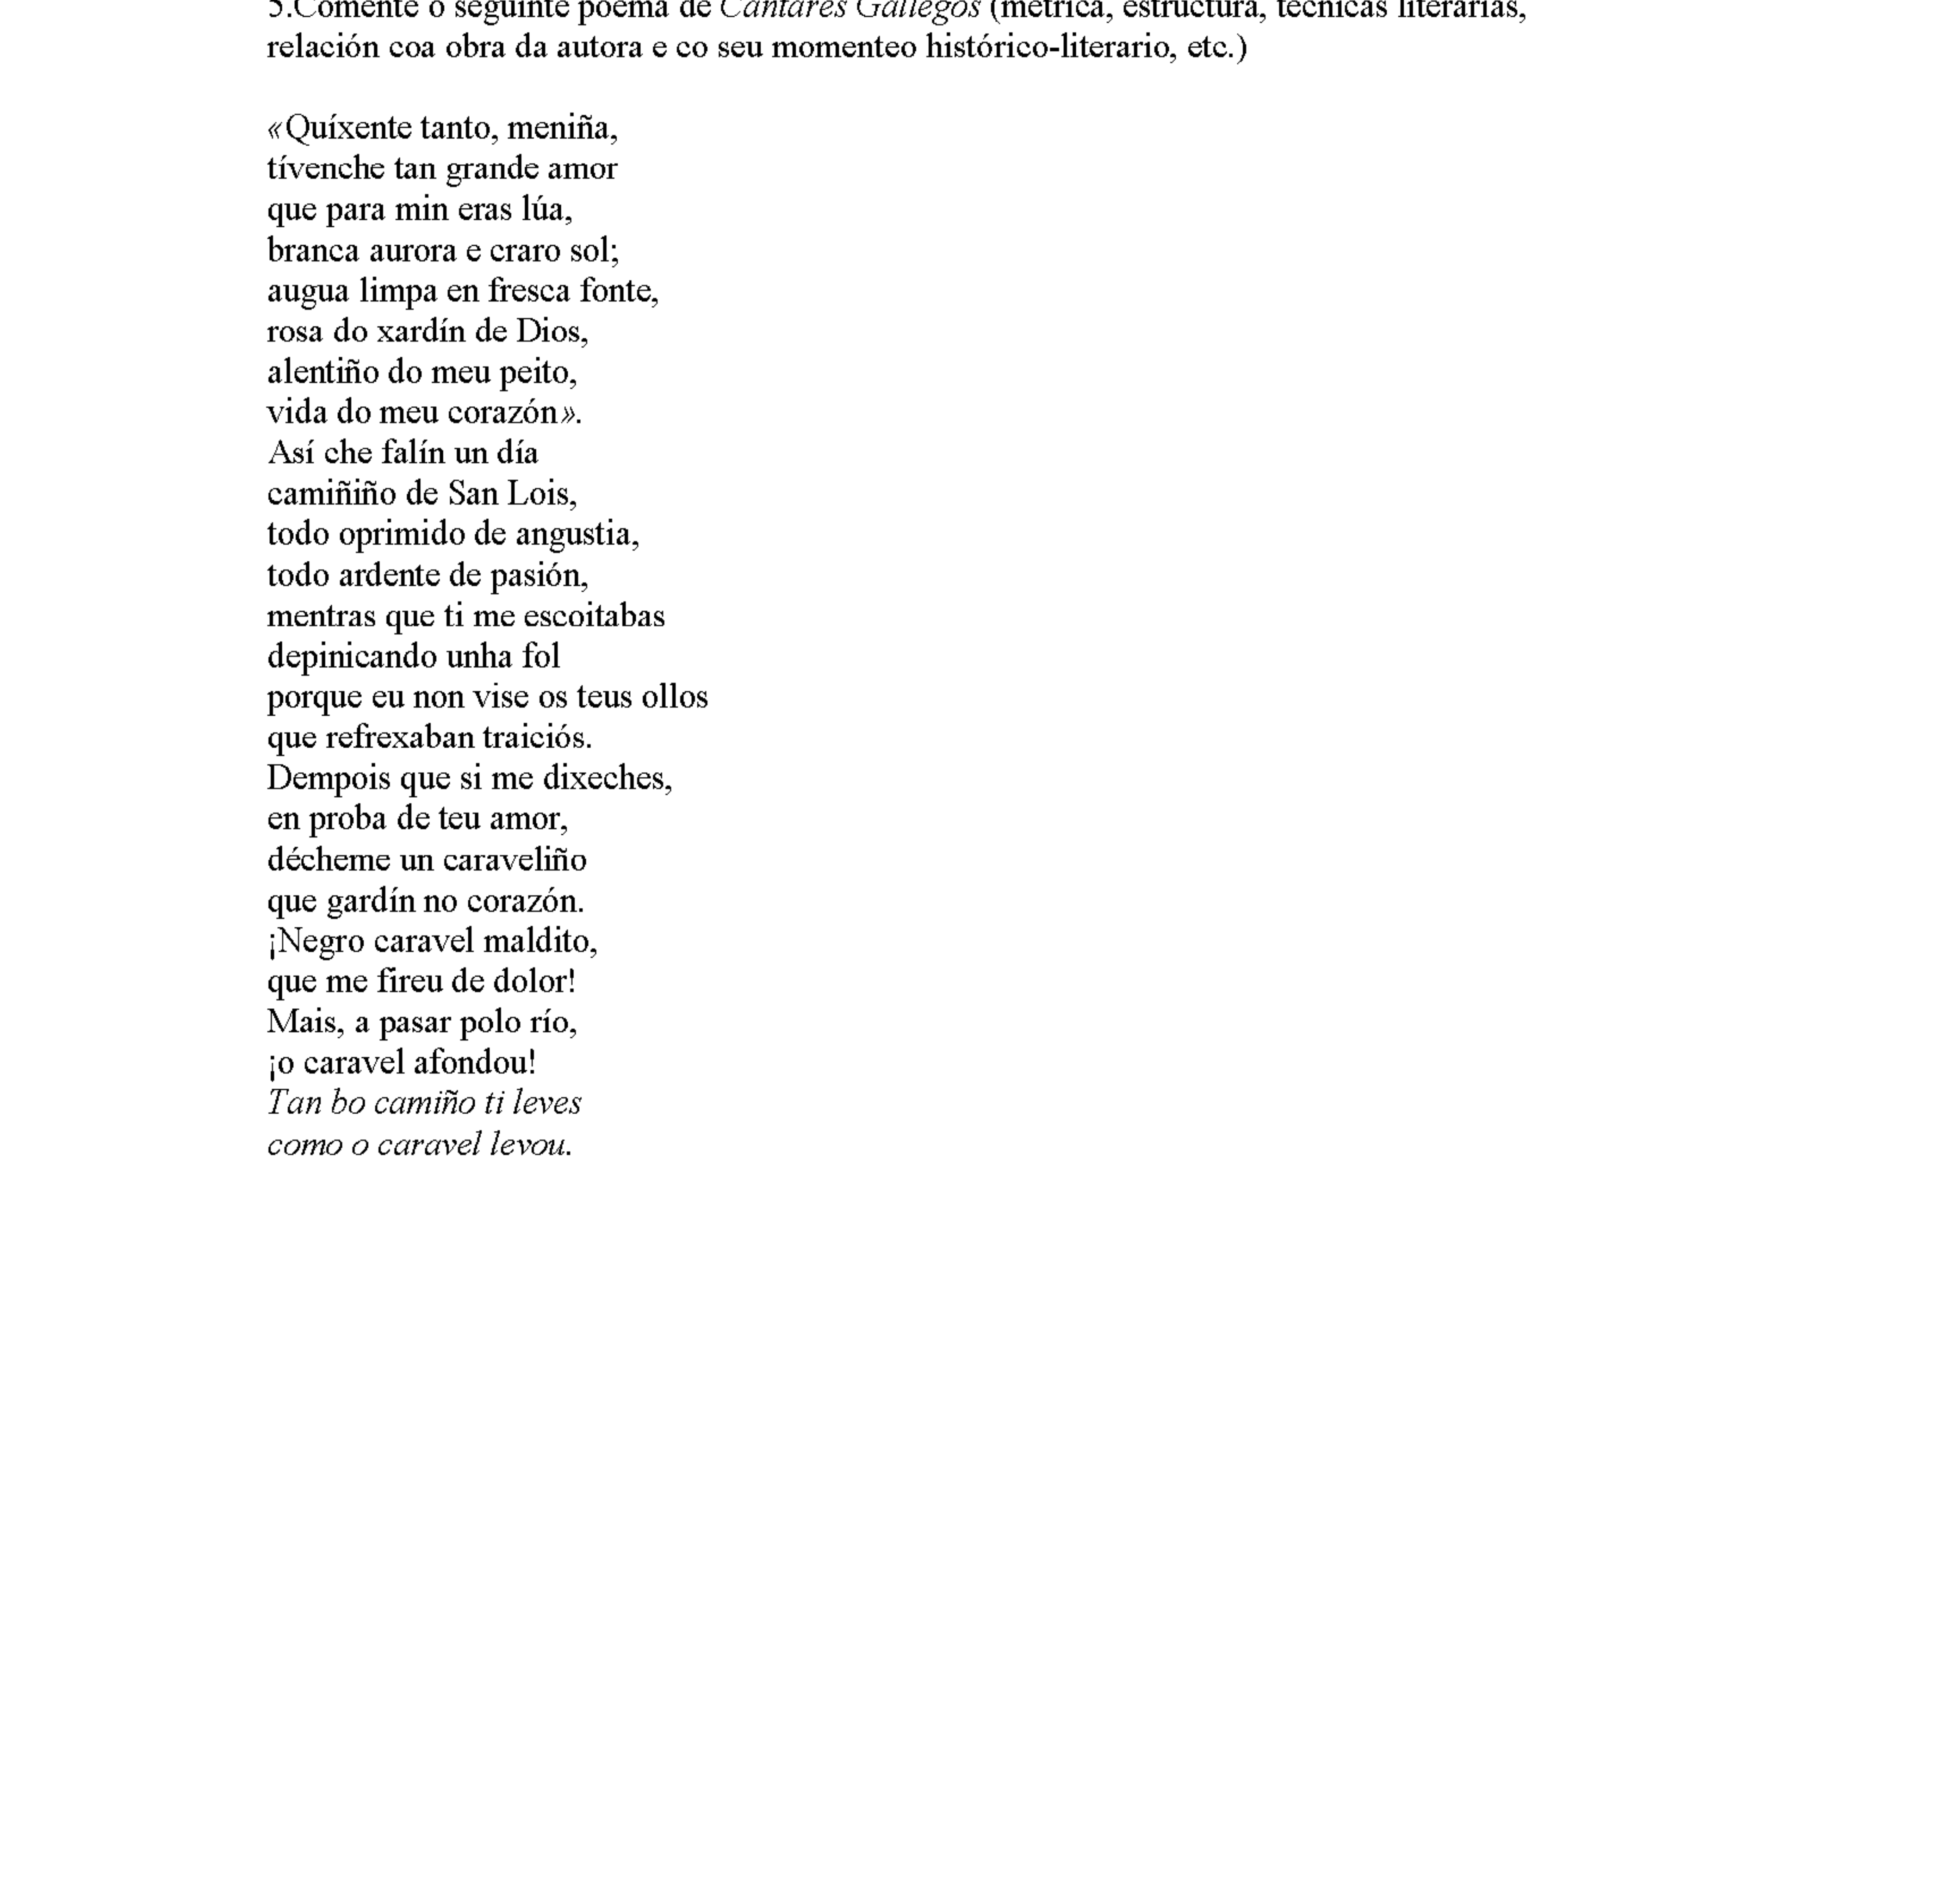 5.Comente o seguinte poema de Cantares Gallegos (métrica, estructura, técnicas literarias,
relación coa obra da autora e co seu momenteo histórico-literario, etc.)
«Quíxente tanto, meniña,
tívenche tan grande amor
que para min eras lúa,
branca aurora e craro sol;
augua limpa en fresca fonte,
rosa do xardín de Dios,
alentiño do meu peito,
vida do meu corazón».
Así che falín un día
camiñiño de San Lois,
todo oprimido de angustia,
todo ardente de pasión,
mentras que ti me escoitabas
depinicando unha fol
porque eu non vise os teus ollos
que refrexaban traiciós.
Dempois que si me dixeches,
en proba de teu amor,
décheme un caraveliño
que gardín no corazón.
¡Negro caravel maldito,
que me fireu de dolor!
Mais, a pasar polo río,
¡o caravel afondou!
Tan bo camiño ti leves
como o caravel levou.